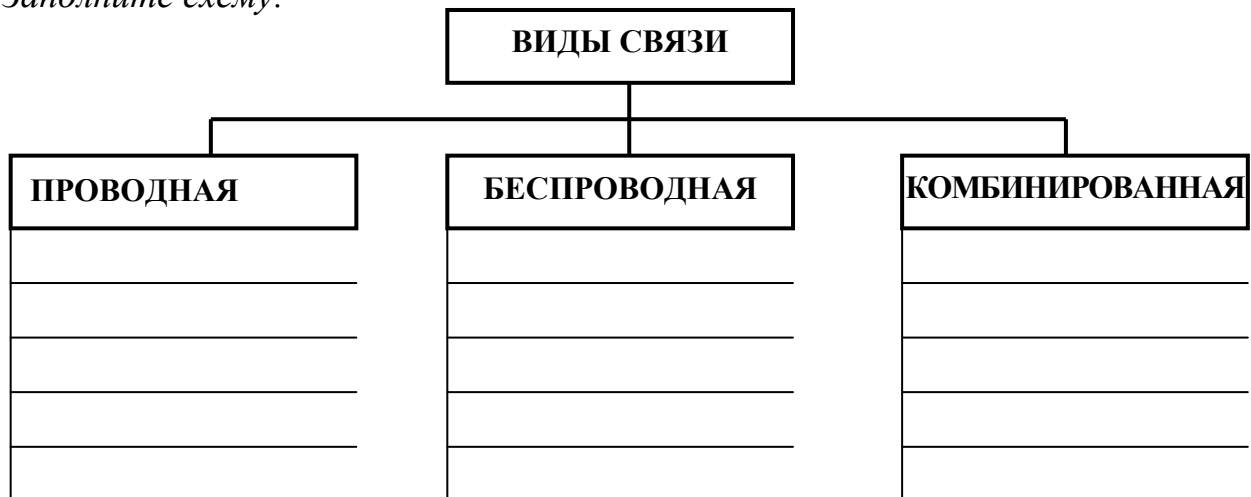 Заполните схему:
ВИДЫ СВЯЗИ
ПРОВОДНАЯ
БЕСПРОВОДНАЯ
КОМБИНИРОВАННАЯ